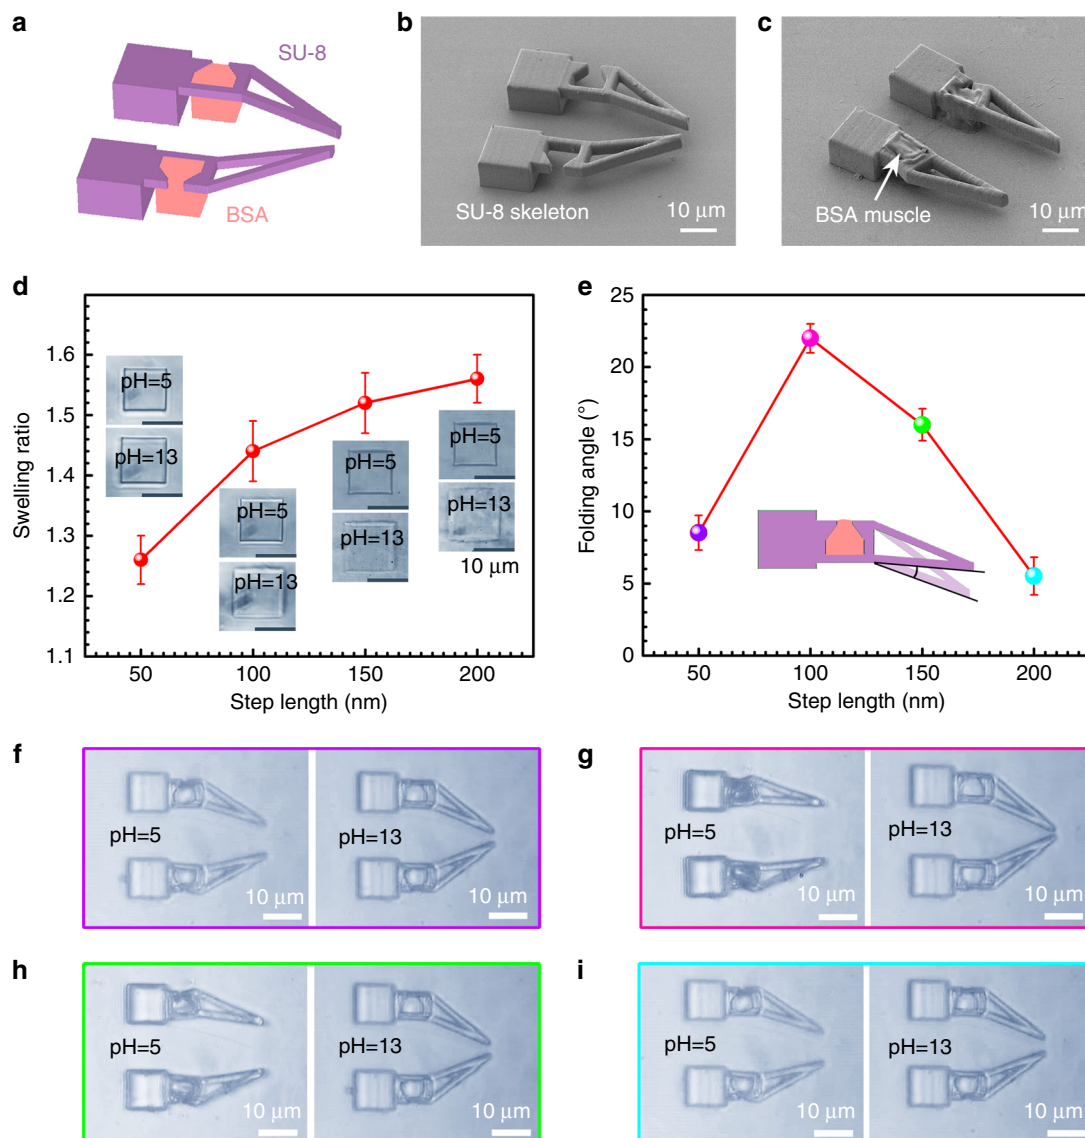 a
SU-8
BSA
b
SU-8 skeleton
10 μm
c
BSA muscle
10 μm
d
Swelling ratio
1.6
1.5
1.4
1.3
1.2
1.1
pH=5
pH=13
pH=5
pH=13
pH=5
pH=13
pH=5
pH=13
10 μm
50
100
150
200
Step length (nm)
e
Folding angle (°)
25
20
15
10
5
0
50
100
150
200
Step length (nm)
f
pH=5
10 μm
pH=13
10 μm
g
pH=5
10 μm
pH=13
10 μm
h
pH=5
10 μm
pH=13
10 μm
i
pH=5
10 μm
pH=13
10 μm